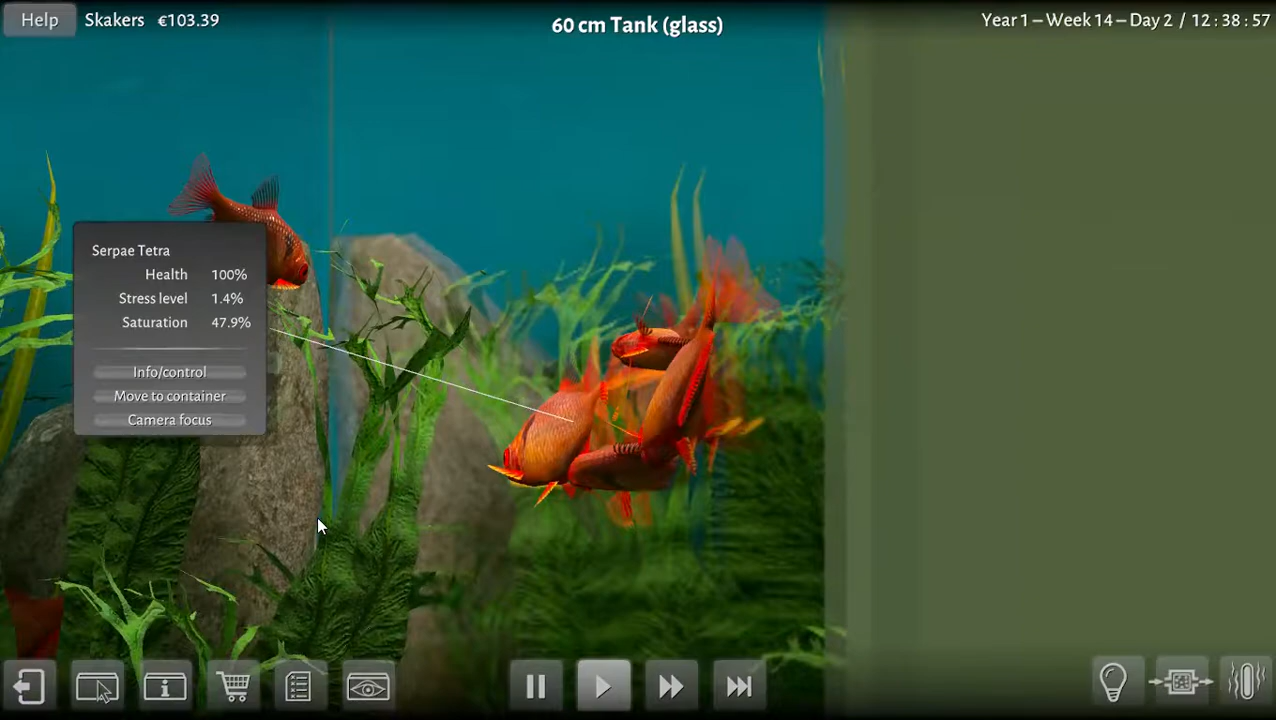 Help Skakers €103.39
60 cm Tank (glass)
Year 1 – Week 14 – Day 2 / 12:38:57
Serpae Tetra
Health 100%
Stress level 1.4%
Saturation 47.9%
Info/control
Move to container
Camera focus